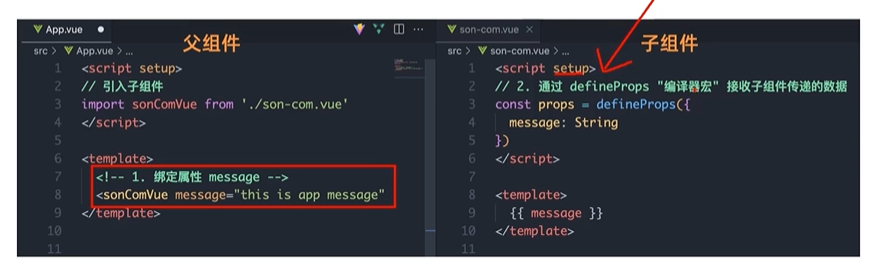 App.vue
父组件
src > App.vue > ...
1 <script setup>
2 // 引入子组件
3 import sonComVue from './son-com.vue'
4 </script>
5
6 <template>
7 <!-- 1. 绑定属性 message -->
8 <sonComVue message="this is app message"
9 </template>
10
11
son-com.vue
子组件
src > son-com.vue > ...
1 <script setup>
2 // 2. 通过 defineProps "编译器宏" 接收子组件传递的数据
3 const props = defineProps({
4 message: String
5 })
6 </script>
7
8 <template>
9 {{ message }}
10 </template>
11